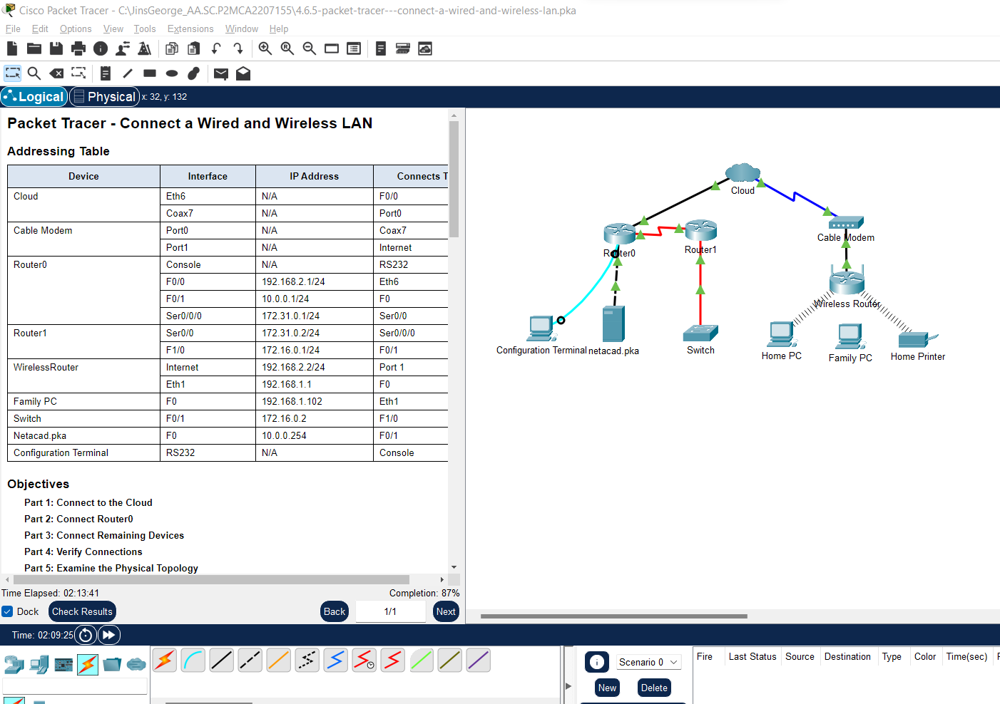 Cisco Packet Tracer - C:\JinsGeorge_AA.SC.P2MCA2207155\4.6.5-packet-tracer---connect-a-wired-and-wireless-lan.pka
File Edit Options View Tools Extensions Window Help
Logical Physical x: 32, y: 132
Packet Tracer - Connect a Wired and Wireless LAN
Addressing Table
Device Interface IP Address Connects T
Cloud Eth6 N/A F0/0
Coax7 N/A Port0
Cable Modem Port0 N/A Coax7
Port1 N/A Internet
Router0 Console N/A RS232
F0/0 192.168.2.1/24 Eth6
F0/1 10.0.0.1/24 F0
Ser0/0/0 172.31.0.1/24 Ser0/0
Router1 Ser0/0 172.31.0.2/24 Ser0/0/0
F1/0 172.16.0.1/24 F0/1
WirelessRouter Internet 192.168.2.2/24 Port 1
Eth1 192.168.1.1 F0
Family PC F0 192.168.1.102 Eth1
Switch F0/1 172.16.0.2 F1/0
Netacad.pka F0 10.0.0.254 F0/1
Configuration Terminal RS232 N/A Console
Objectives
Part 1: Connect to the Cloud
Part 2: Connect Router0
Part 3: Connect Remaining Devices
Part 4: Verify Connections
Part 5: Examine the Physical Topology
Time Elapsed: 02:13:41 Completion: 87%
Dock Check Results Back 1/1 Next
Cloud
Cable Modem
Router0
Router1
Wireless Router
Configuration Terminal
netacad.pka
Switch
Home PC
Family PC
Home Printer
Time: 02:09:25
Scenario 0
New Delete
Fire Last Status Source Destination Type Color Time(sec)